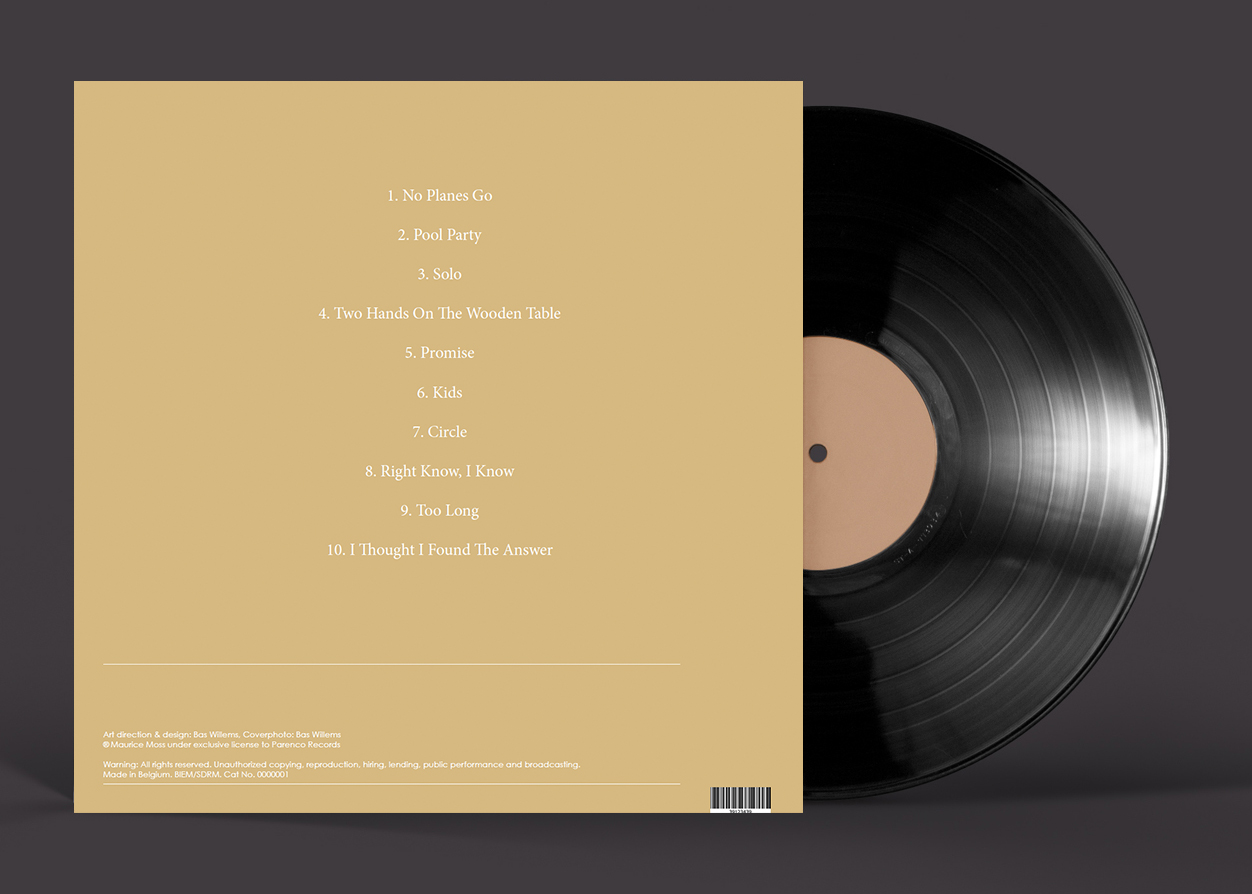 1. No Planes Go
2. Pool Party
3. Solo
4. Two Hands On The Wooden Table
5. Promise
6. Kids
7. Circle
8. Right Know, I Know
9. Too Long
10. I Thought I Found The Answer
Art direction & design: Bas Willems, Coverphoto: Bas Willems
® Maurice Moss under exclusive license to Parenco Records
Warning: All rights reserved. Unauthorized copying, reproduction, hiring, lending, public performance and broadcasting.
Made in Belgium. BIEM/SDRM. Cat No. 0000001